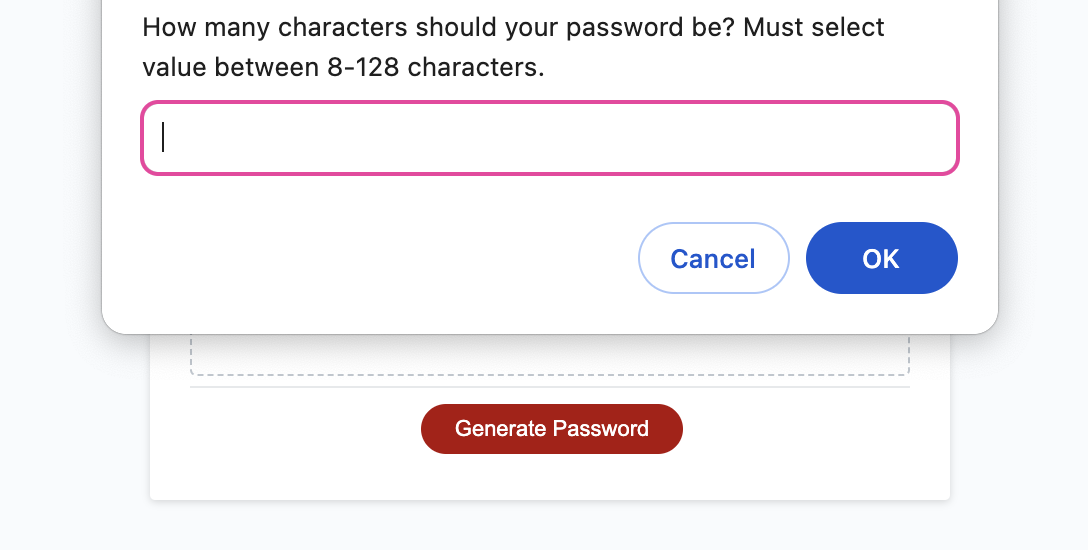 How many characters should your password be? Must select
value between 8-128 characters.
Cancel
OK
Generate Password